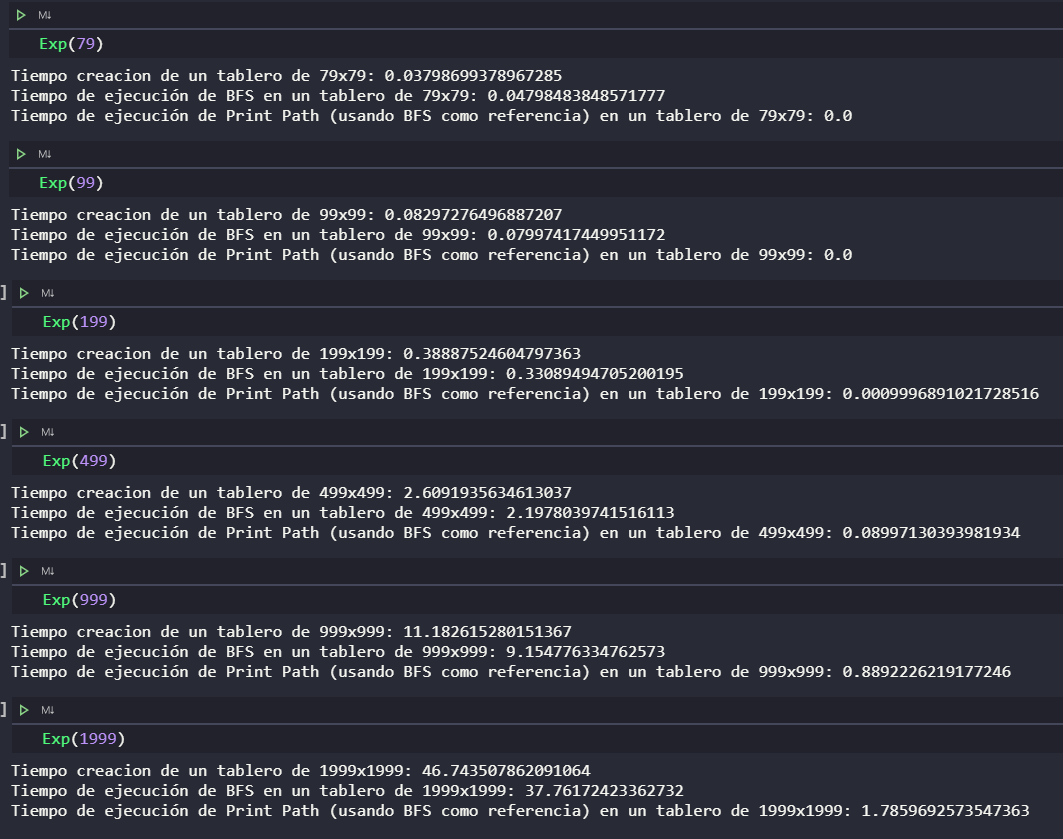 M↓
Exp(79)
Tiempo creacion de un tablero de 79x79: 0.03798699378967285
Tiempo de ejecución de BFS en un tablero de 79x79: 0.04798483848571777
Tiempo de ejecución de Print Path (usando BFS como referencia) en un tablero de 79x79: 0.0
M↓
Exp(99)
Tiempo creacion de un tablero de 99x99: 0.08297276496887207
Tiempo de ejecución de BFS en un tablero de 99x99: 0.07997417449951172
Tiempo de ejecución de Print Path (usando BFS como referencia) en un tablero de 99x99: 0.0
] M↓
Exp(199)
Tiempo creacion de un tablero de 199x199: 0.38887524604797363
Tiempo de ejecución de BFS en un tablero de 199x199: 0.33089494705200195
Tiempo de ejecución de Print Path (usando BFS como referencia) en un tablero de 199x199: 0.0009996891021728516
] M↓
Exp(499)
Tiempo creacion de un tablero de 499x499: 2.6091935634613037
Tiempo de ejecución de BFS en un tablero de 499x499: 2.1978039741516113
Tiempo de ejecución de Print Path (usando BFS como referencia) en un tablero de 499x499: 0.08997130393981934
] M↓
Exp(999)
Tiempo creacion de un tablero de 999x999: 11.182615280151367
Tiempo de ejecución de BFS en un tablero de 999x999: 9.154776334762573
Tiempo de ejecución de Print Path (usando BFS como referencia) en un tablero de 999x999: 0.8892226219177246
] M↓
Exp(1999)
Tiempo creacion de un tablero de 1999x1999: 46.743507862091064
Tiempo de ejecución de BFS en un tablero de 1999x1999: 37.76172423362732
Tiempo de ejecución de Print Path (usando BFS como referencia) en un tablero de 1999x1999: 1.7859692573547363